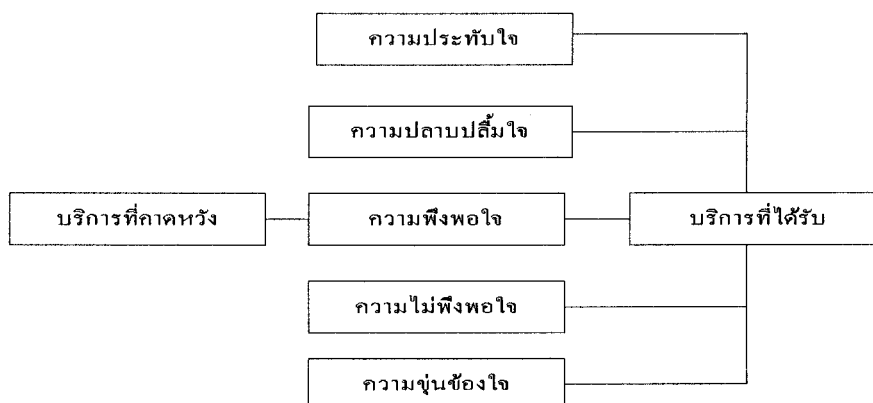 ความประทับใจ
ความปลาบปลื้มใจ
บริการที่คาดหวัง
ความพึงพอใจ
บริการที่ได้รับ
ความไม่พึงพอใจ
ความขุ่นข้องใจ